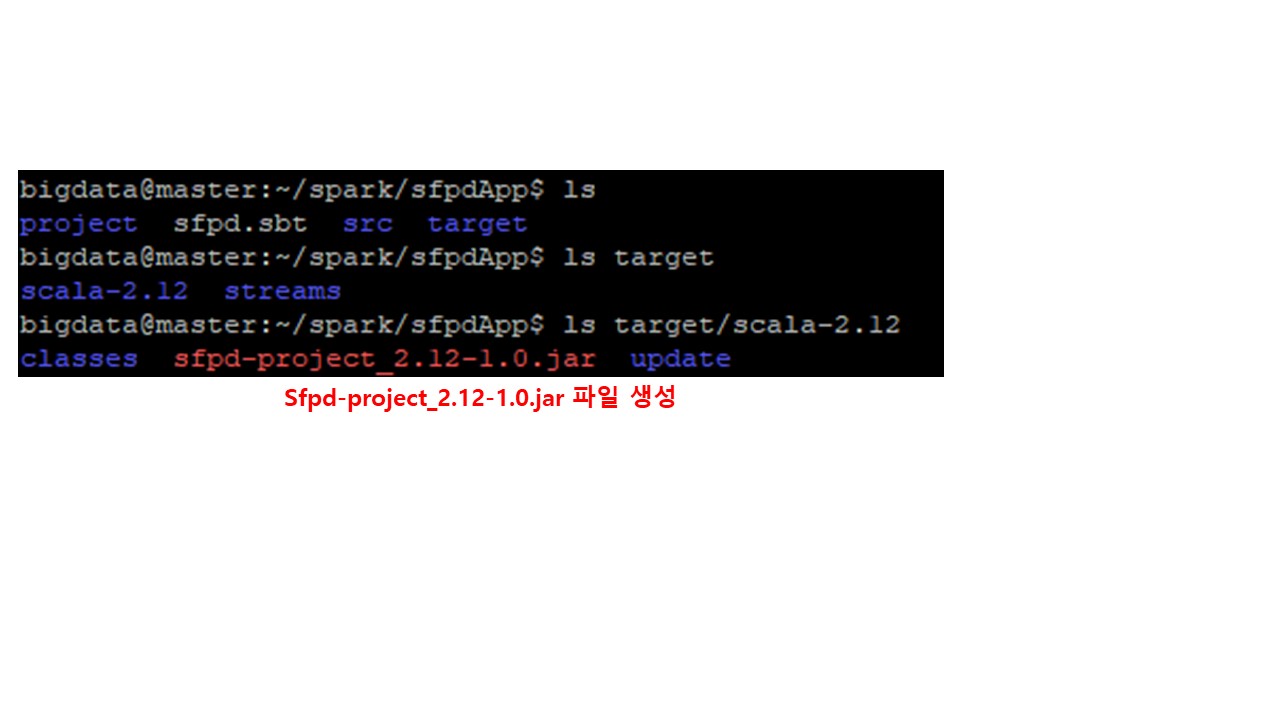 bigdata@master:~/spark/sfpdApp$ ls
project  sfpd.sbt  src  target
bigdata@master:~/spark/sfpdApp$ ls target
scala-2.12  streams
bigdata@master:~/spark/sfpdApp$ ls target/scala-2.12
classes  sfpd-project_2.12-1.0.jar  update
Sfpd-project_2.12-1.0.jar 파일 생성